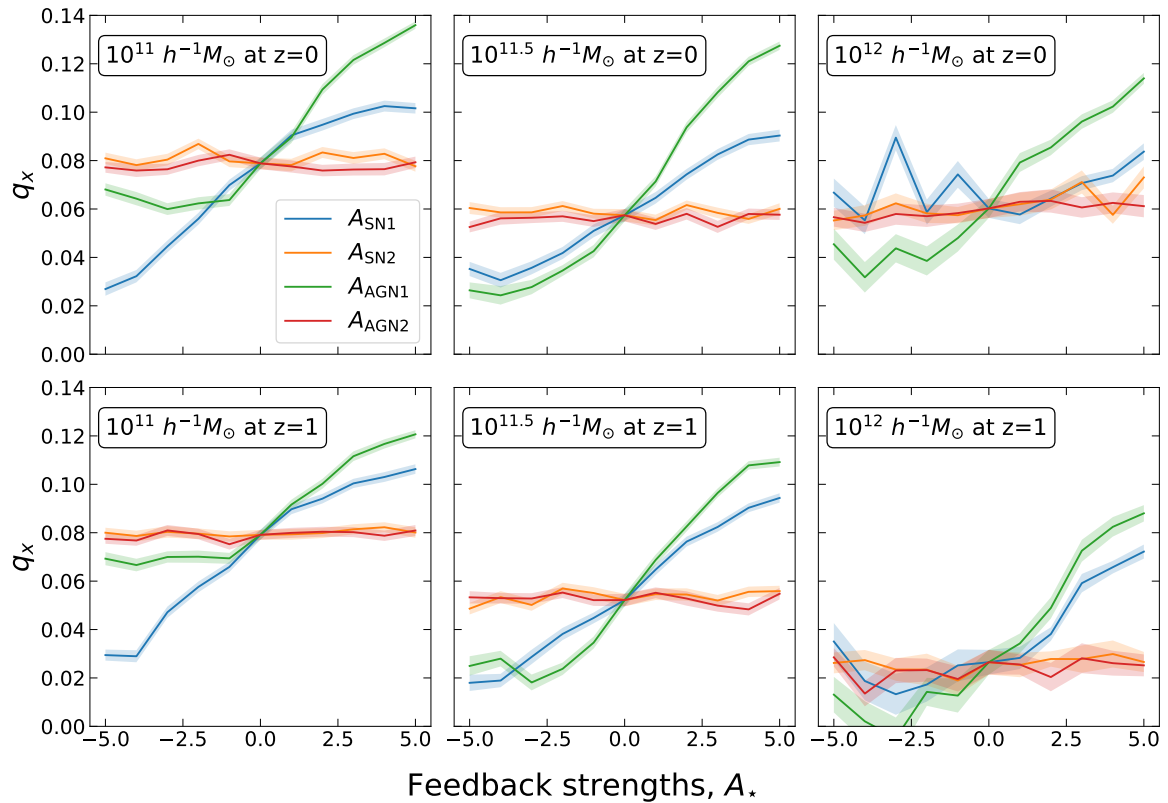 0.14
0.12
0.10
0.08
0.06
0.04
0.02
0.00
q_x
10^11 h^−1 M_⊙ at z=0
10^11.5 h^−1 M_⊙ at z=0
10^12 h^−1 M_⊙ at z=0
A_SN1
A_SN2
A_AGN1
A_AGN2
0.14
0.12
0.10
0.08
0.06
0.04
0.02
0.00
q_x
10^11 h^−1 M_⊙ at z=1
10^11.5 h^−1 M_⊙ at z=1
10^12 h^−1 M_⊙ at z=1
−5.0 −2.5 0.0 2.5 5.0
−5.0 −2.5 0.0 2.5 5.0
−5.0 −2.5 0.0 2.5 5.0
Feedback strengths, A_⋆